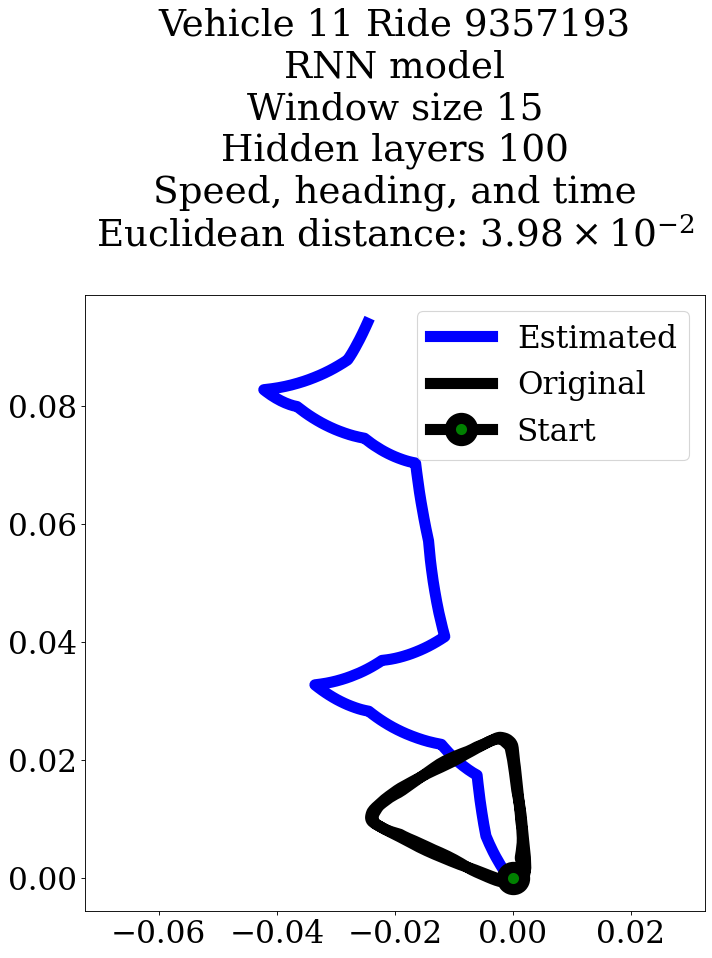 Vehicle 11 Ride 9357193
RNN model
Window size 15
Hidden layers 100
Speed, heading, and time
Euclidean distance: 3.98 × 10⁻²
Estimated
Original
Start
0.08
0.06
0.04
0.02
0.00
−0.06 −0.04 −0.02 0.00 0.02